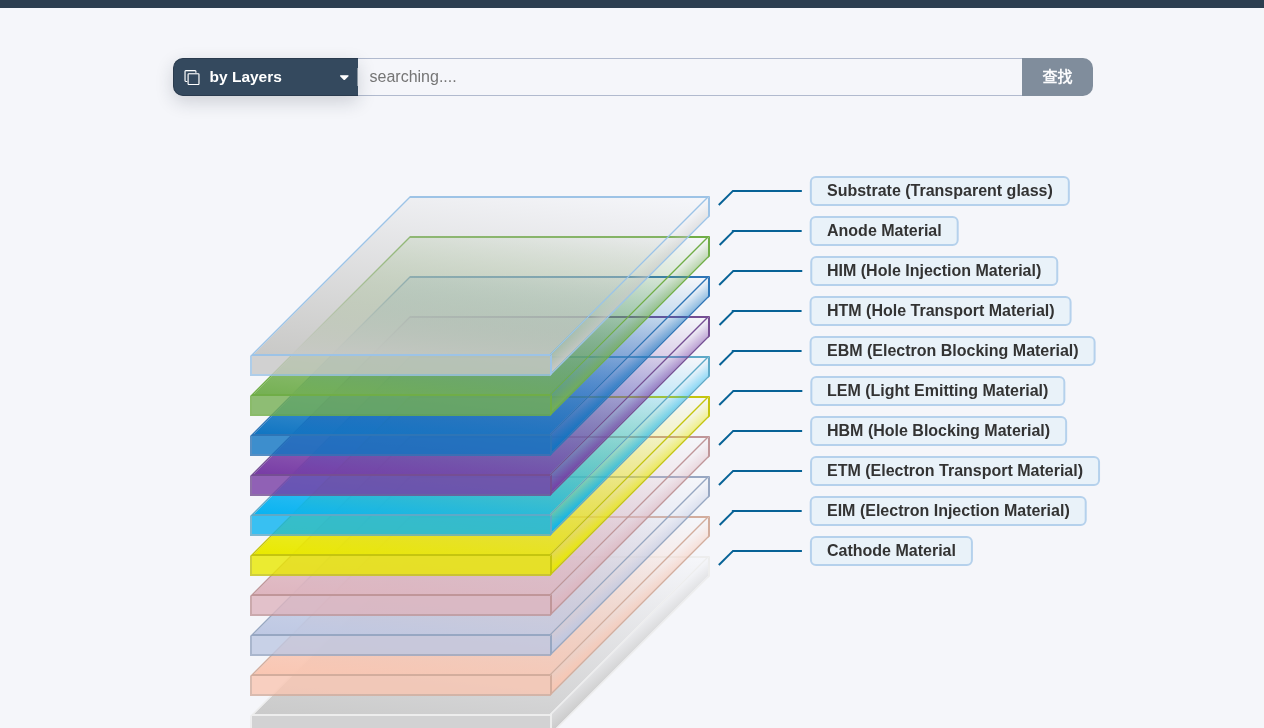 by Layers
searching....
查找
Substrate (Transparent glass)
Anode Material
HIM (Hole Injection Material)
HTM (Hole Transport Material)
EBM (Electron Blocking Material)
LEM (Light Emitting Material)
HBM (Hole Blocking Material)
ETM (Electron Transport Material)
EIM (Electron Injection Material)
Cathode Material